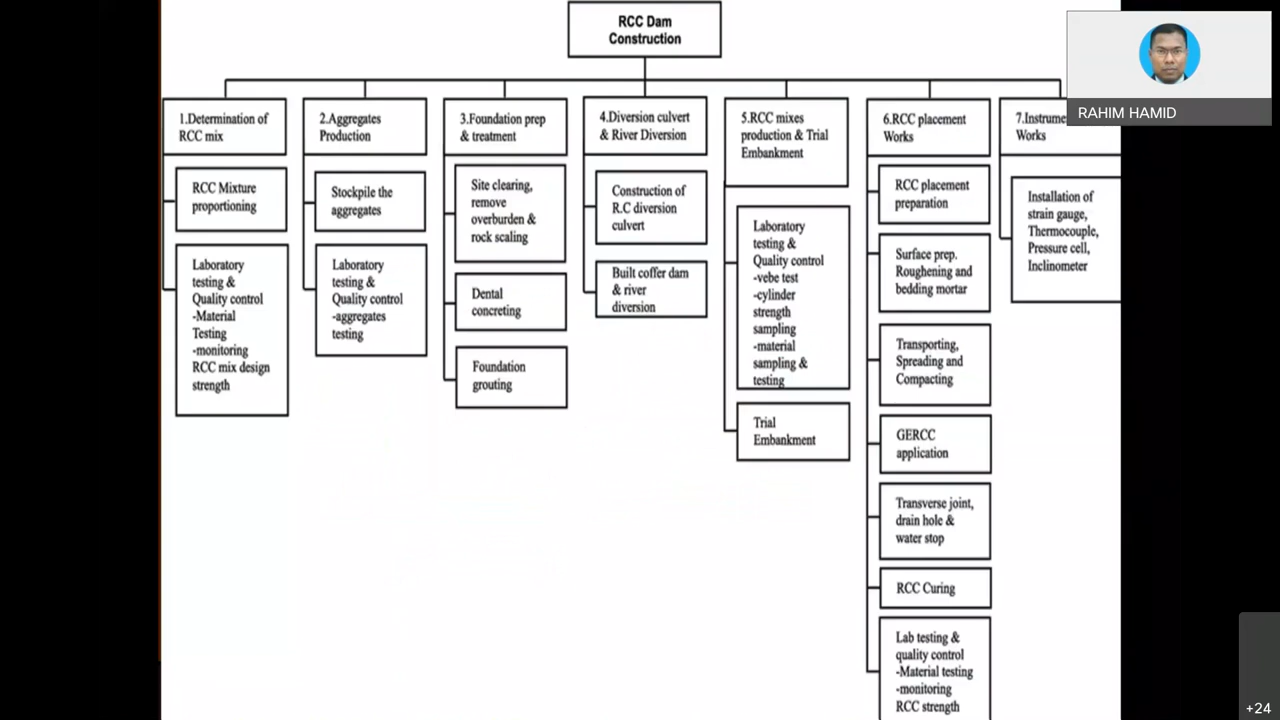 RCC Dam
Construction
RAHIM HAMID
1.Determination of
RCC mix
RCC Mixture
proportioning
Laboratory
testing &
Quality control
-Material
Testing
-monitoring
RCC mix design
strength
2.Aggregates
Production
Stockpile the
aggregates
Laboratory
testing &
Quality control
-aggregates
testing
3.Foundation prep
& treatment
Site clearing,
remove
overburden &
rock scaling
Dental
concreting
Foundation
grouting
4.Diversion culvert
& River Diversion
Construction of
R.C diversion
culvert
Built coffer dam
& river
diversion
5.RCC mixes
production & Trial
Embankment
Laboratory
testing &
Quality control
-vebe test
-cylinder
strength
sampling
-material
sampling &
testing
Trial
Embankment
6.RCC placement
Works
RCC placement
preparation
Surface prep.
Roughening and
bedding mortar
Transporting,
Spreading and
Compacting
GERCC
application
Transverse joint,
drain hole &
water stop
RCC Curing
Lab testing &
quality control
-Material testing
-monitoring
RCC strength
7.Instrume
Works
Installation of
strain gauge,
Thermocouple,
Pressure cell,
Inclinometer
+24